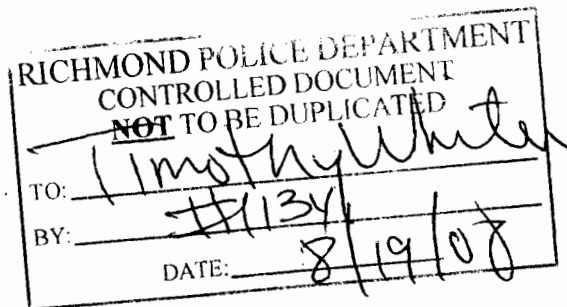 RICHMOND POLICE DEPARTMENT
CONTROLLED DOCUMENT
NOT TO BE DUPLICATED
TO: Timothy White
BY: #1134
DATE: 8/19/08